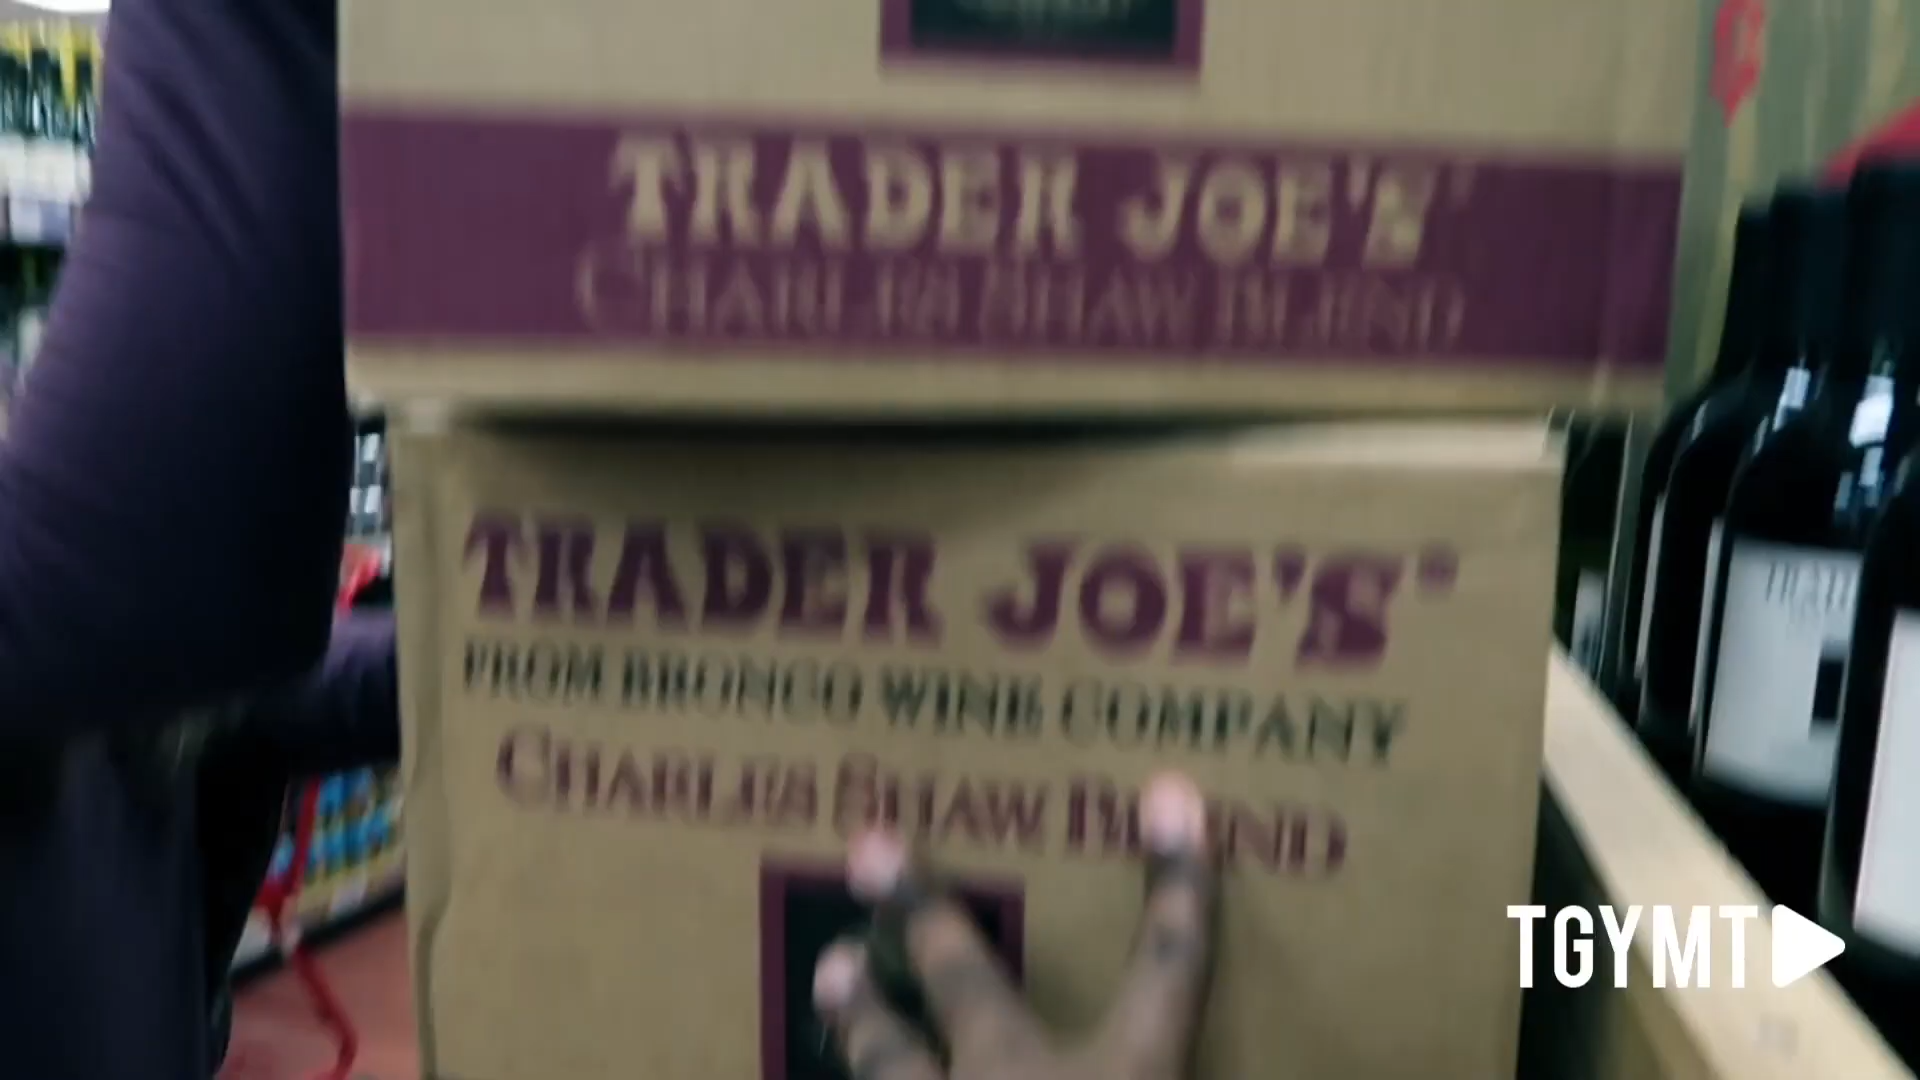 TRADER JOE'S
CHARLES SHAW BLEND
TRADER JOE'S
FROM BRONCO WINE COMPANY
CHARLES SHAW BLEND
TGYMT